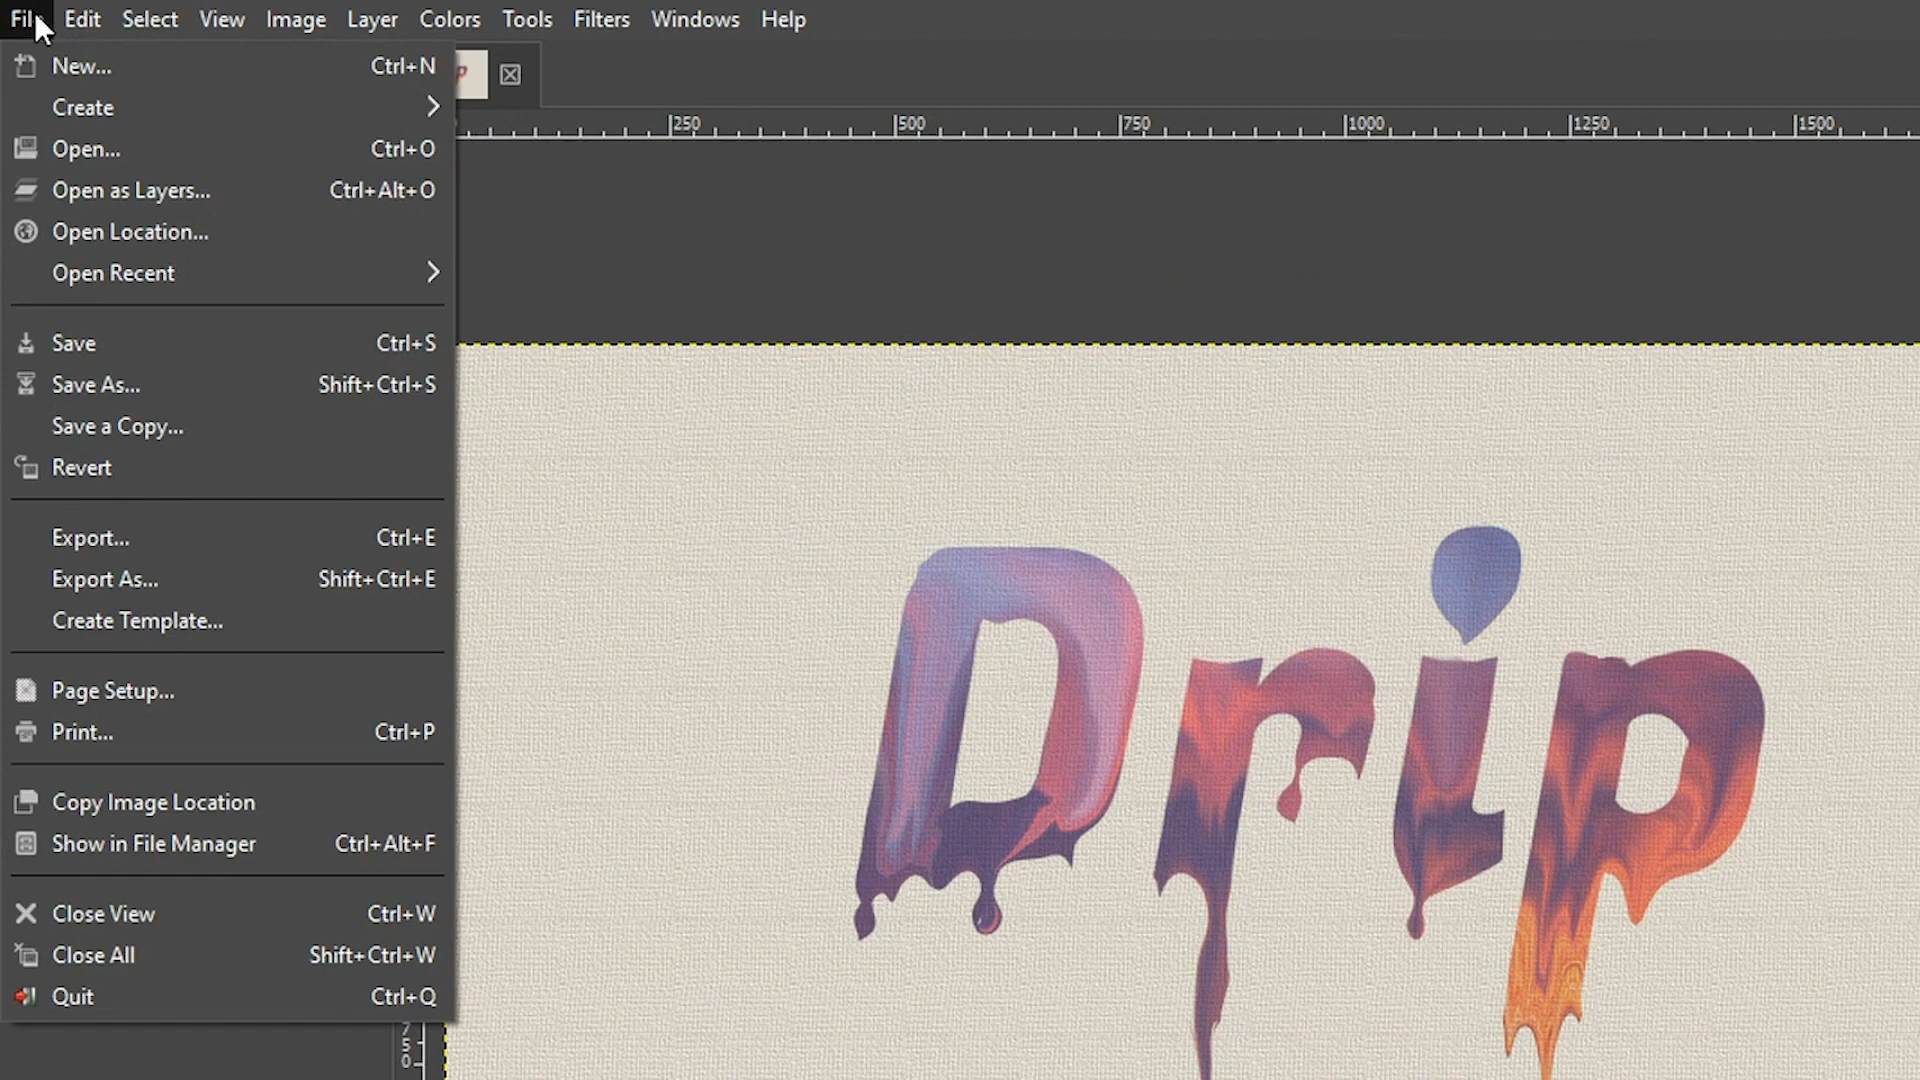 File Edit Select View Image Layer Colors Tools Filters Windows Help
New... Ctrl+N
Create
Open... Ctrl+O
Open as Layers... Ctrl+Alt+O
Open Location...
Open Recent
Save Ctrl+S
Save As... Shift+Ctrl+S
Save a Copy...
Revert
Export... Ctrl+E
Export As... Shift+Ctrl+E
Create Template...
Page Setup...
Print... Ctrl+P
Copy Image Location
Show in File Manager Ctrl+Alt+F
Close View Ctrl+W
Close All Shift+Ctrl+W
Quit Ctrl+Q
250 500 750 1000 1250 1500
Drip
750